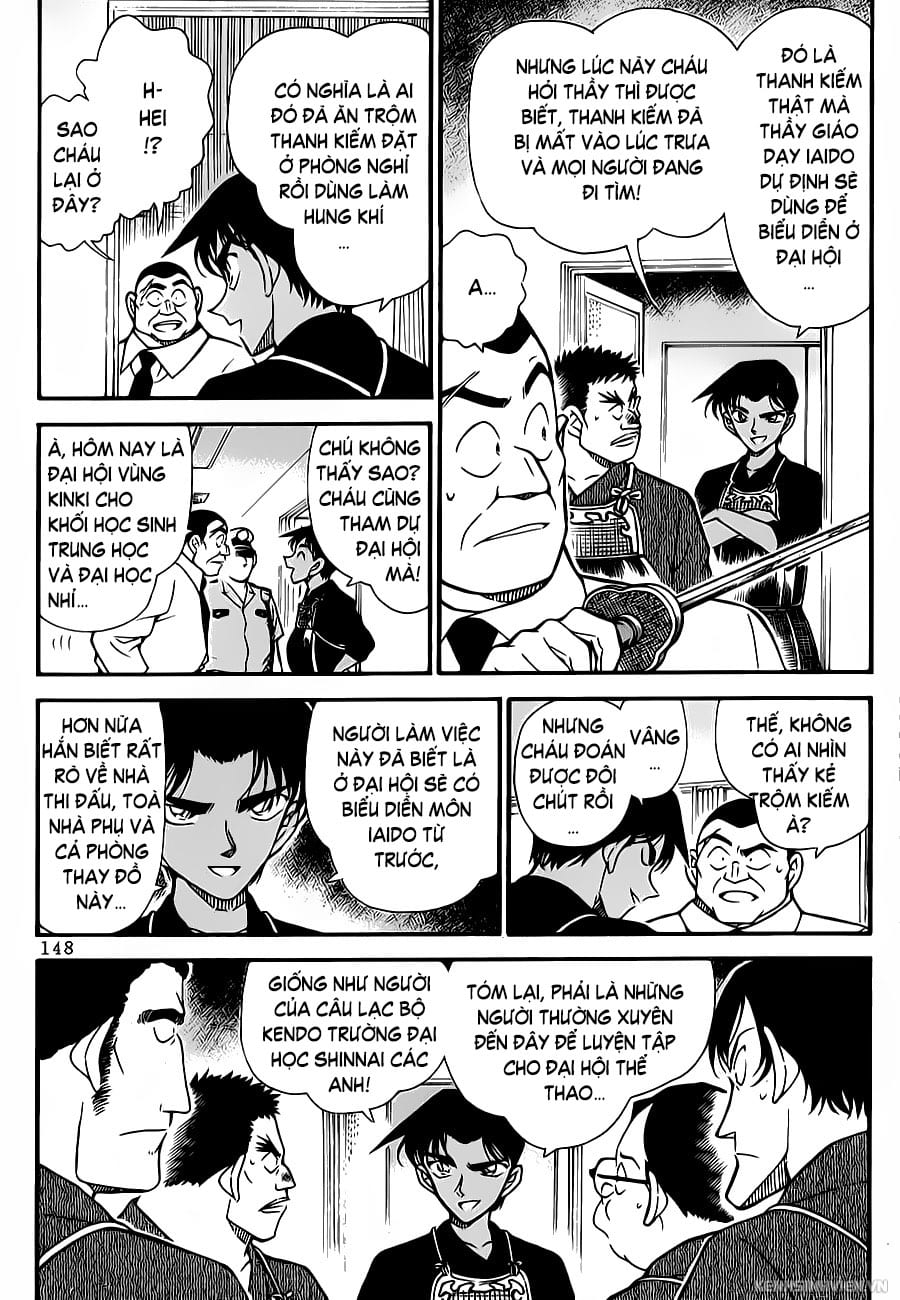 ĐÓ LÀ
THANH KIẾM
THẬT MÀ
THẦY GIÁO
DẠY IAIDO
DỰ ĐỊNH SẼ
DÙNG ĐỂ
BIỂU DIỄN Ở
ĐẠI HỘI
...
NHƯNG LÚC NÃY CHÁU
HỎI THẦY THÌ ĐƯỢC
BIẾT, THANH KIẾM ĐÃ
BỊ MẤT VÀO LÚC TRƯA
VÀ MỌI NGƯỜI ĐANG
ĐI TÌM!
A...
CÓ NGHĨA LÀ AI
ĐÓ ĐÃ ĂN TRỘM
THANH KIẾM ĐẶT
Ở PHÒNG NGHỈ
RỒI DÙNG LÀM
HUNG KHÍ
...
H-
HEI
!?
SAO
CHÁU
LẠI Ở
ĐÂY?
CHÚ KHÔNG
THẤY SAO?
CHÁU CŨNG
THAM DỰ
ĐẠI HỘI
MÀ!
À, HÔM NAY LÀ
ĐẠI HỘI VÙNG
KINKI CHO
KHỐI HỌC SINH
TRUNG HỌC
VÀ ĐẠI HỌC
NHỈ...
THẾ, KHÔNG
CÓ AI NHÌN
THẤY KẺ
TRỘM KIẾM
À?
VÂNG
...
NHƯNG
CHÁU ĐOÁN
ĐƯỢC ĐÔI
CHÚT RỒI
...
NGƯỜI LÀM VIỆC
NÀY ĐÃ BIẾT LÀ
Ở ĐẠI HỘI SẼ CÓ
BIỂU DIỄN MÔN
IAIDO TỪ
TRƯỚC,
HƠN NỮA
HẮN BIẾT RẤT
RÕ VỀ NHÀ
THI ĐẤU, TOÀ
NHÀ PHỤ VÀ
CẢ PHÒNG
THAY ĐỒ
NÀY...
148
TÓM LẠI, PHẢI LÀ NHỮNG
NGƯỜI THƯỜNG XUYÊN
ĐẾN ĐÂY ĐỂ LUYỆN TẬP
CHO ĐẠI HỘI THỂ
THAO...
GIỐNG NHƯ NGƯỜI
CỦA CÂU LẠC BỘ
KENDO TRƯỜNG ĐẠI
HỌC SHINNAI CÁC
ANH!